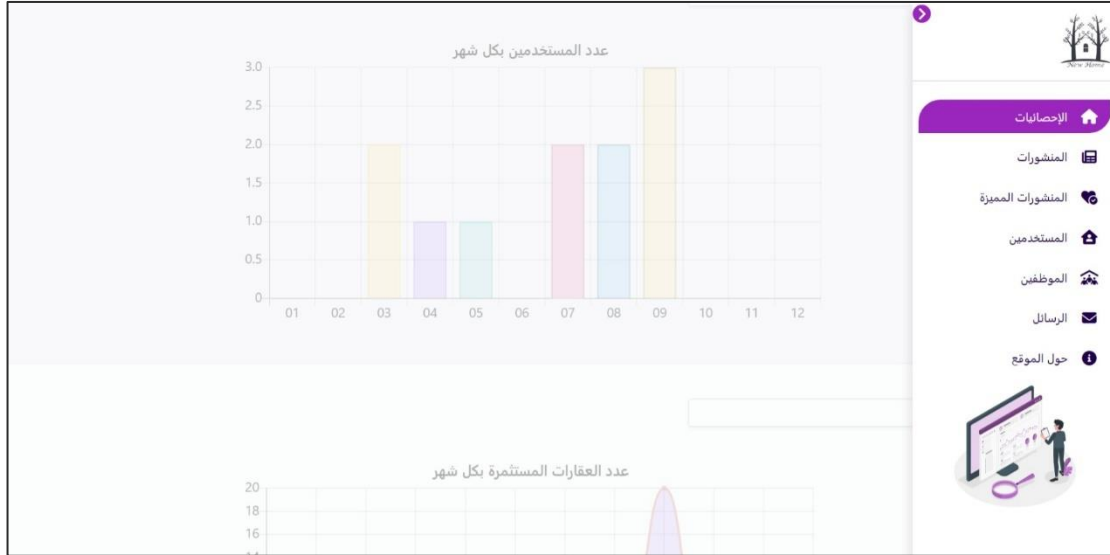 New Home
الإحصائيات
المنشورات
المنشورات المميزة
المستخدمين
الموظفين
الرسائل
حول الموقع
عدد المستخدمين بكل شهر
3.0
2.5
2.0
1.5
1.0
0.5
0
01 02 03 04 05 06 07 08 09 10 11 12
عدد العقارات المستثمرة بكل شهر
20
18
16